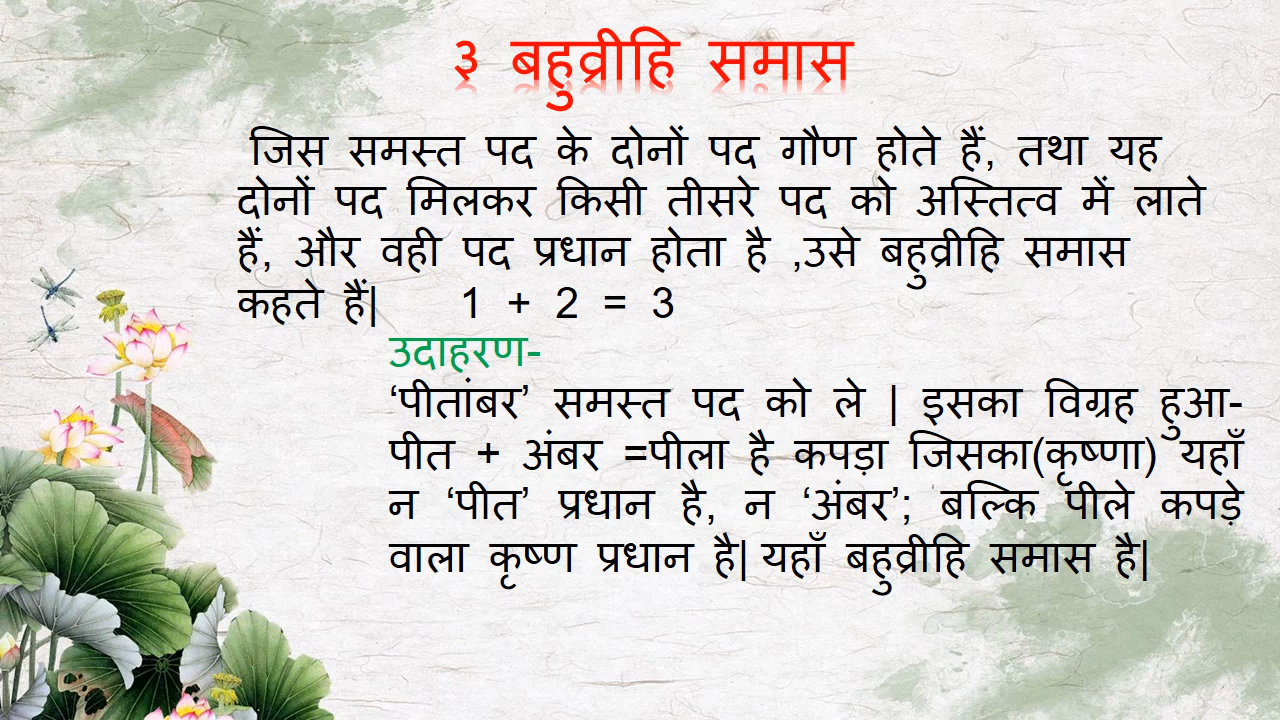 ३ बहुव्रीहि समास
जिस समस्त पद के दोनों पद गौण होते हैं, तथा यह
दोनों पद मिलकर किसी तीसरे पद को अस्तित्व में लाते
हैं, और वही पद प्रधान होता है ,उसे बहुव्रीहि समास
कहते हैं| 1 + 2 = 3
उदाहरण-
‘पीतांबर’ समस्त पद को ले | इसका विग्रह हुआ-
पीत + अंबर =पीला है कपड़ा जिसका(कृष्णा) यहाँ
न ‘पीत’ प्रधान है, न ‘अंबर’; बल्कि पीले कपड़े
वाला कृष्ण प्रधान है| यहाँ बहुव्रीहि समास है|